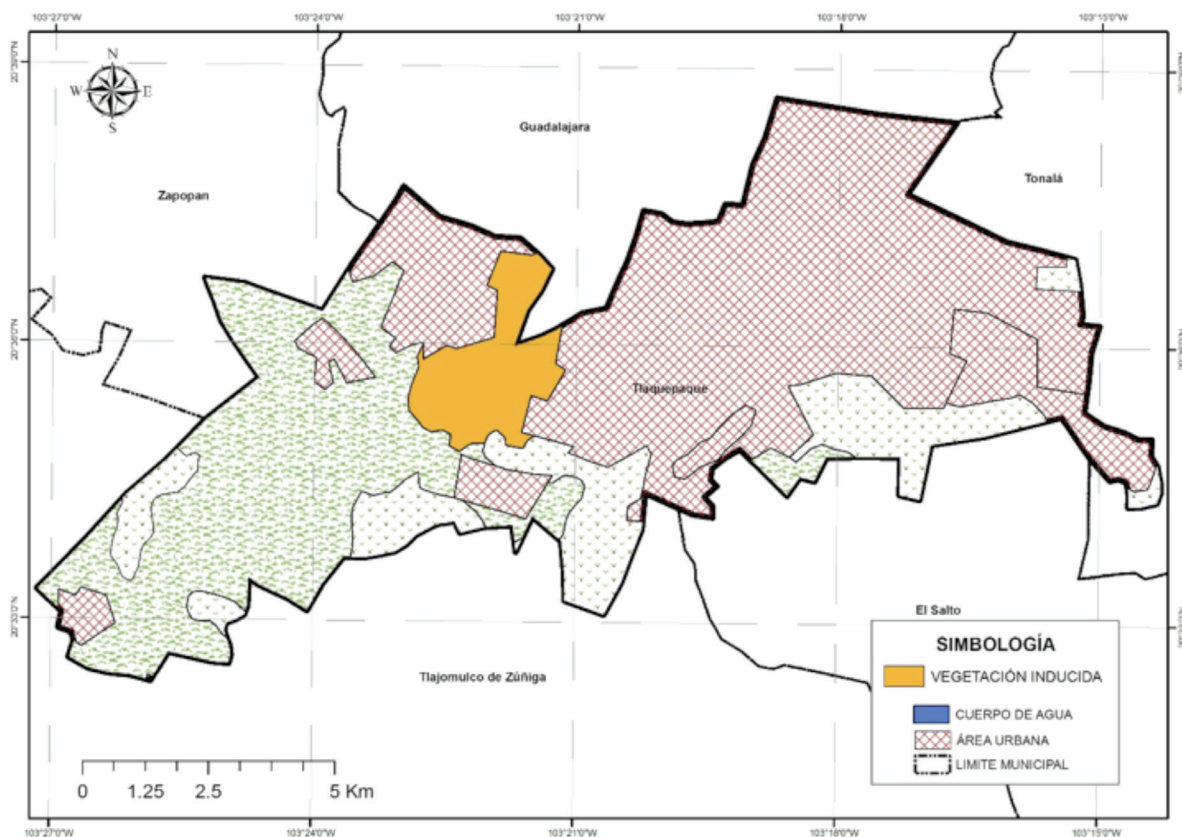 103°27'0"W 103°24'0"W 103°21'0"W 103°18'0"W 103°15'0"W
20°39'0"N
N
W E
S
Guadalajara
Zapopan
Tonalá
Tlaquepaque
20°33'0"N
El Salto
Tlajomulco de Zúñiga
SIMBOLOGÍA
VEGETACIÓN INDUCIDA
CUERPO DE AGUA
ÁREA URBANA
LIMITE MUNICIPAL
0 1.25 2.5 5 Km
103°27'0"W 103°24'0"W 103°21'0"W 103°18'0"W 103°15'0"W